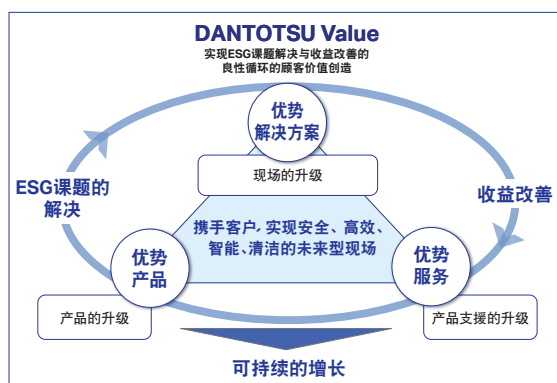 DANTOTSU Value
实现ESG课题解决与收益改善的
良性循环的顾客价值创造
优势
解决方案
现场的升级
ESG课题的
解决
收益改善
携手客户, 实现安全、高效、
智能、清洁的未来型现场
优势
产品
优势
服务
产品的升级
产品支援的升级
可持续的增长